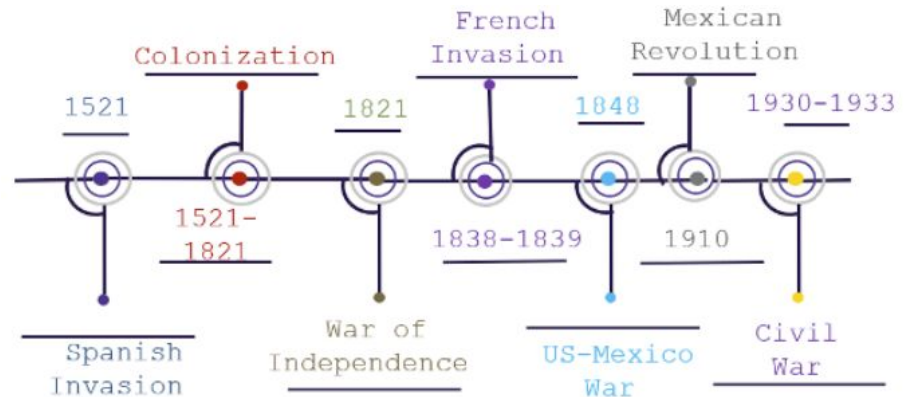 Colonization
French
Invasion
Mexican
Revolution
1521
1821
1848
1930-1933
1521-
1821
1838-1839
1910
Spanish
Invasion
War of
Independence
US-Mexico
War
Civil
War